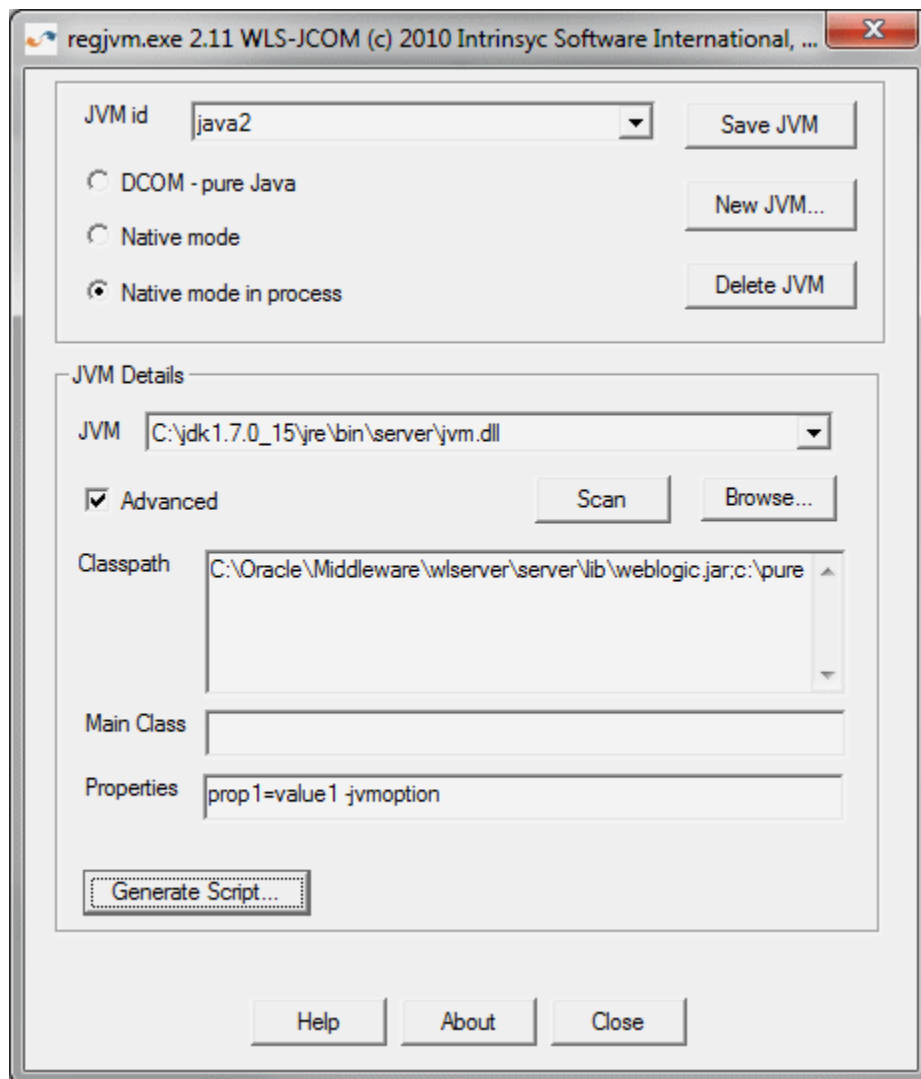 regjvm.exe 2.11 WLS-JCOM (c) 2010 Intrinsyc Software International, ...
JVM id
java2
Save JVM
DCOM - pure Java
New JVM...
Native mode
Native mode in process
Delete JVM
JVM Details
JVM
C:\jdk1.7.0_15\jre\bin\server\jvm.dll
Advanced
Scan
Browse...
Classpath
C:\Oracle\Middleware\wlserver\server\lib\weblogic.jar;c:\pure
Main Class
Properties
prop1=value1 -jvmoption
Generate Script...
Help
About
Close